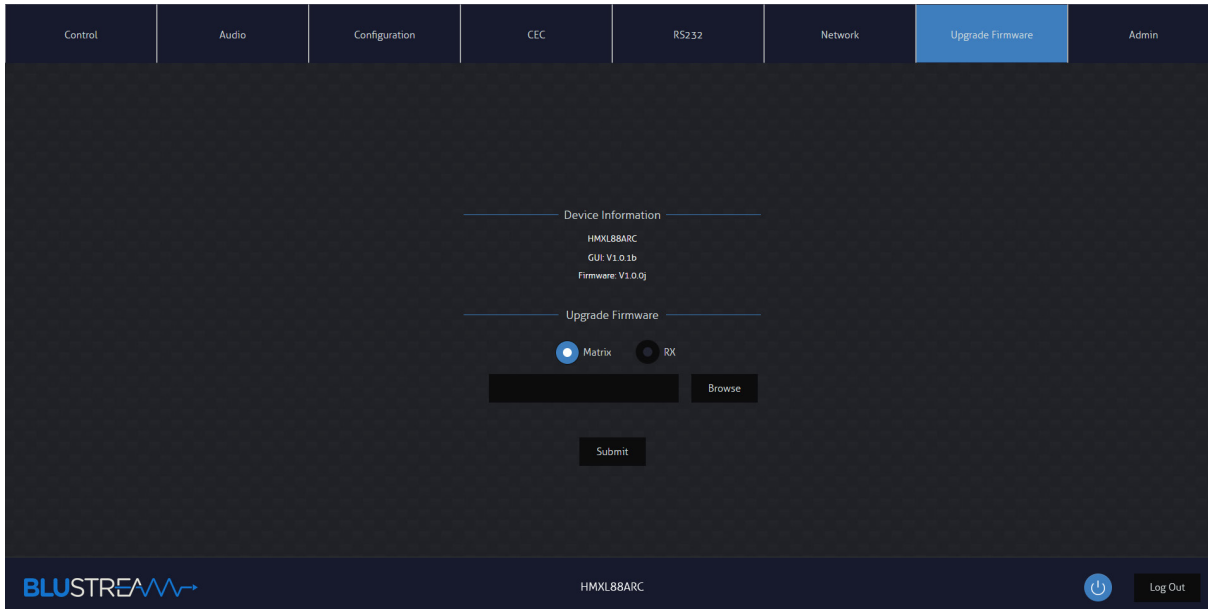 Control Audio Configuration CEC RS232 Network Upgrade Firmware Admin
Device Information
HMXL88ARC
GUI: V1.0.1b
Firmware: V1.0.0j
Upgrade Firmware
Matrix RX
Browse
Submit
BLUSTREAM HMXL88ARC Log Out